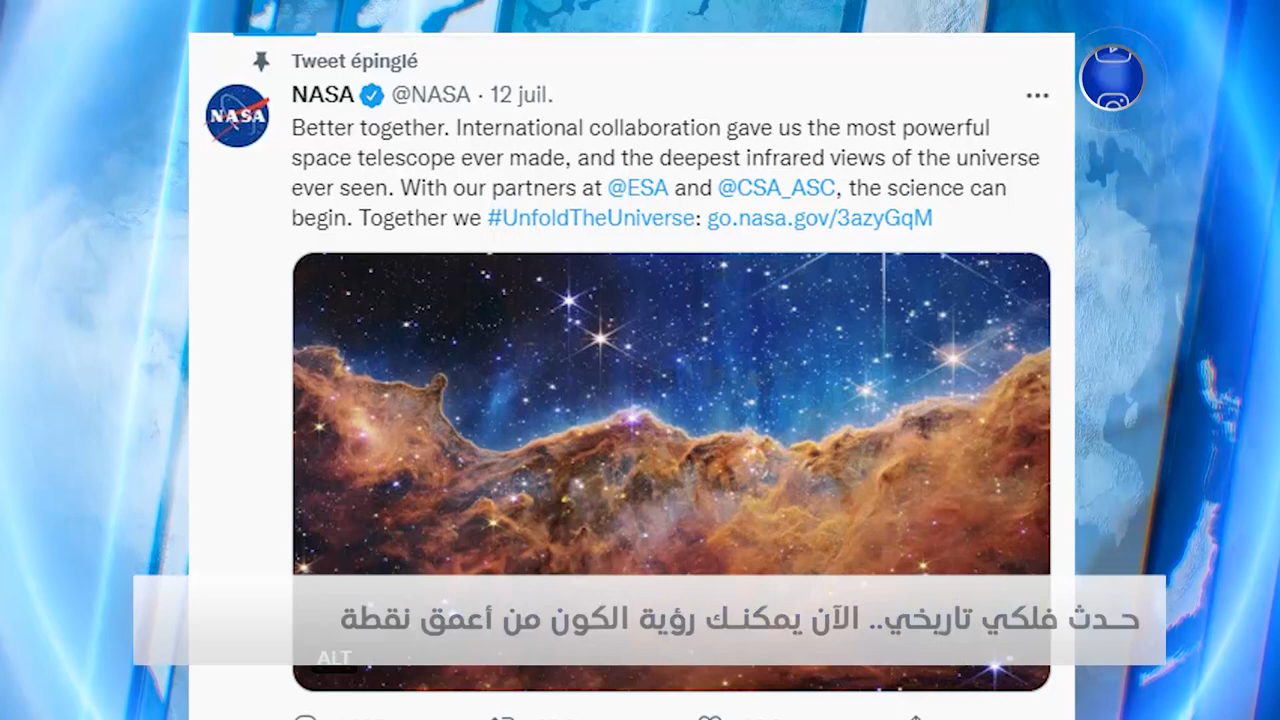 Tweet épinglé
NASA @NASA · 12 juil.
NASA
Better together. International collaboration gave us the most powerful
space telescope ever made, and the deepest infrared views of the universe
ever seen. With our partners at @ESA and @CSA_ASC, the science can
begin. Together we #UnfoldTheUniverse: go.nasa.gov/3azyGqM
حـدث فلكي تاريخي.. الآن يمكنـك رؤية الكون من أعمق نقطة
ALT